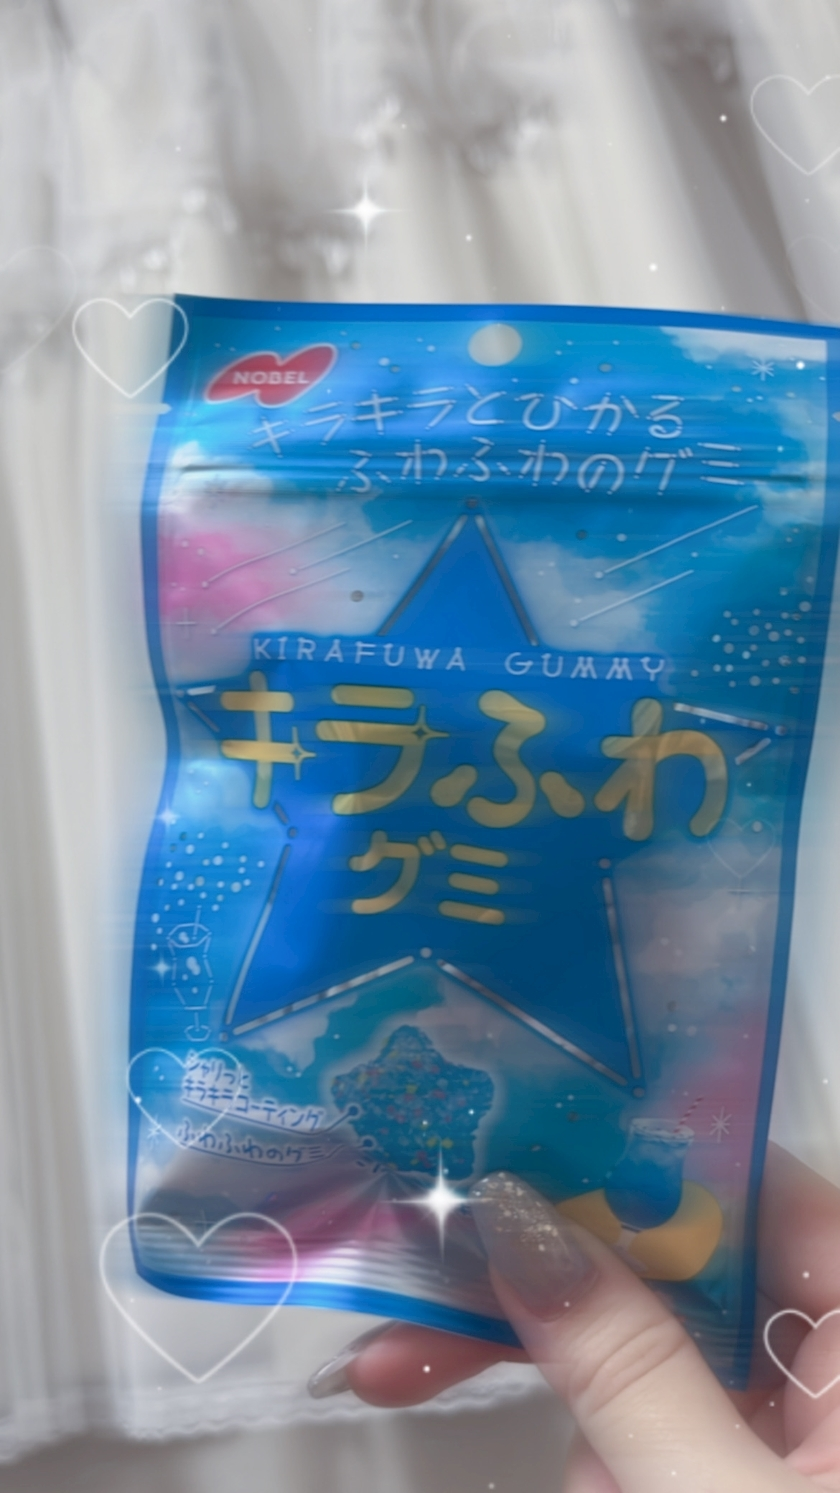 NOBEL
キラキラとひかる
ふわふわのグミ
KIRAFUWA GUMMY
キラふわ
グミ
シャリっと
キラキラコーティング
ふわふわのグミ